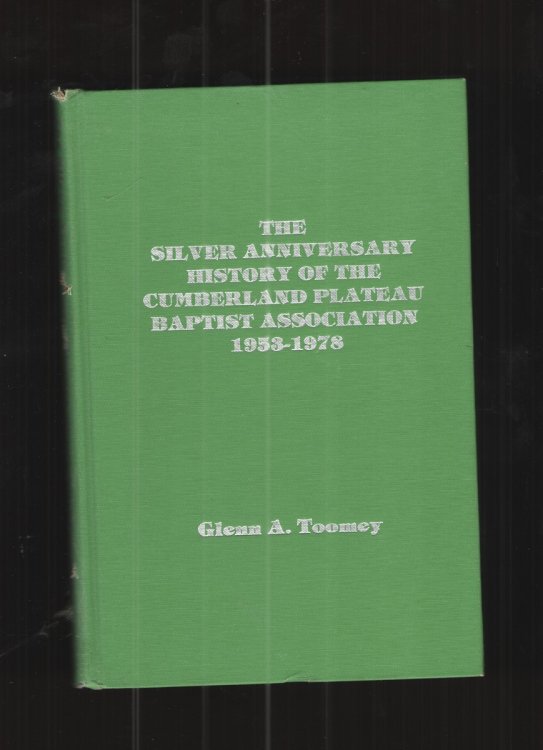 THE
SILVER ANNIVERSARY
HISTORY OF THE
CUMBERLAND PLATEAU
BAPTIST ASSOCIATION
1953-1978
Glenn A. Toomey